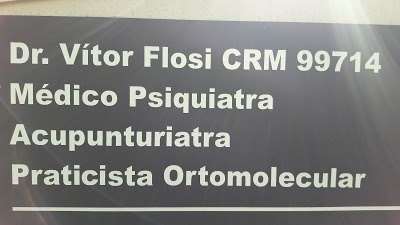 Dr. Vítor Flosi CRM 99714
Médico Psiquiatra
Acupunturiatra
Praticista Ortomolecular